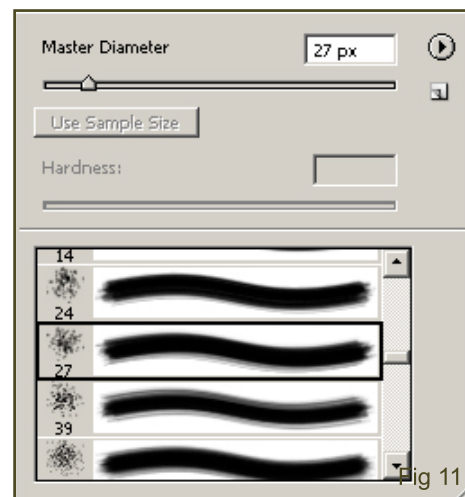 Master Diameter 27 px
Use Sample Size
Hardness:
14
24
27
39
Fig 11